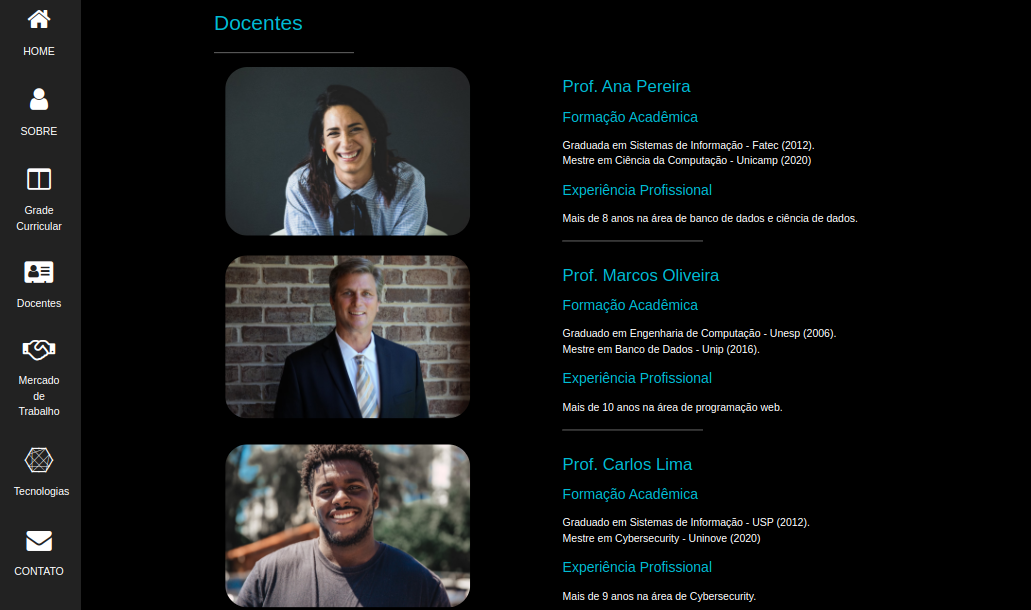 HOME
SOBRE
Grade
Curricular
Docentes
Mercado
de
Trabalho
Tecnologias
CONTATO
Docentes
Prof. Ana Pereira
Formação Acadêmica
Graduada em Sistemas de Informação - Fatec (2012).
Mestre em Ciência da Computação - Unicamp (2020)
Experiência Profissional
Mais de 8 anos na área de banco de dados e ciência de dados.
Prof. Marcos Oliveira
Formação Acadêmica
Graduado em Engenharia de Computação - Unesp (2006).
Mestre em Banco de Dados - Unip (2016).
Experiência Profissional
Mais de 10 anos na área de programação web.
Prof. Carlos Lima
Formação Acadêmica
Graduado em Sistemas de Informação - USP (2012).
Mestre em Cybersecurity - Uninove (2020)
Experiência Profissional
Mais de 9 anos na área de Cybersecurity.